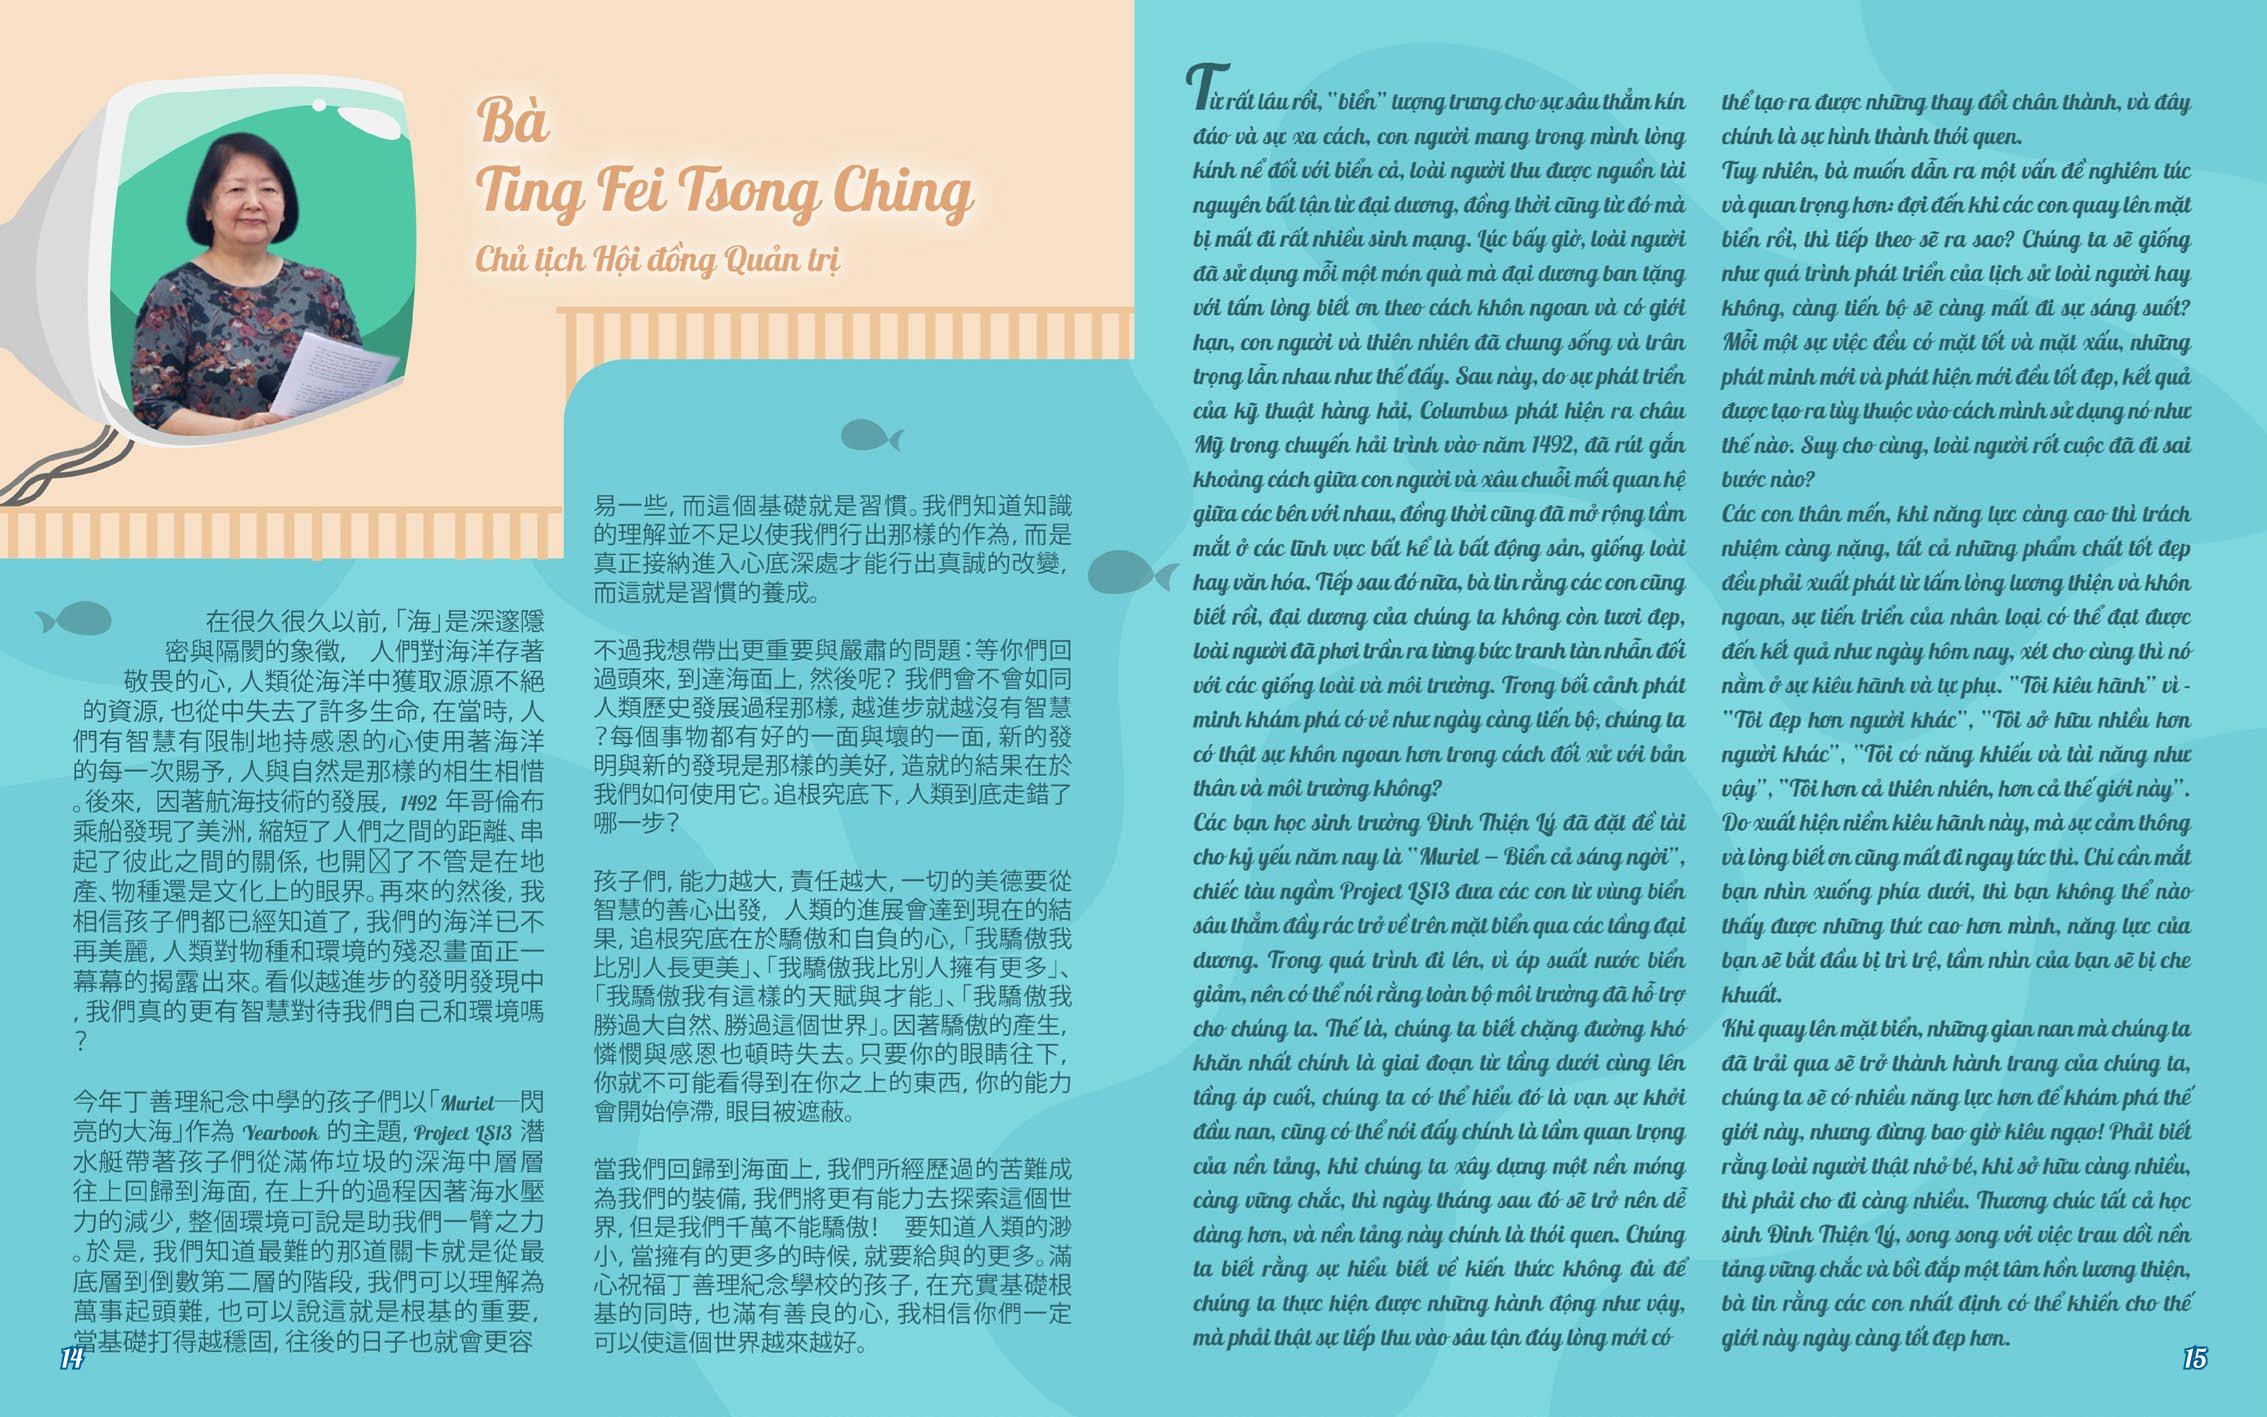 Bà
Ting Fei Tsong Ching
Chủ tịch Hội đồng Quản trị
在很久很久以前,「海」是深邃隱
密與隔閡的象徵, 人們對海洋存著
敬畏的心, 人類從海洋中獲取源源不絕
的資源, 也從中失去了許多生命, 在當時, 人
們有智慧有限制地持感恩的心使用著海洋
的每一次賜予, 人與自然是那樣的相生相惜
。後來, 因著航海技術的發展, 1492 年哥倫布
乘船發現了美洲, 縮短了人們之間的距離、串
起了彼此之間的關係, 也開了不管是在地
產、物種還是文化上的眼界。再來的然後, 我
相信孩子們都已經知道了, 我們的海洋已不
再美麗, 人類對物種和環境的殘忍畫面正一
幕幕的揭露出來。看似越進步的發明發現中
, 我們真的更有智慧對待我們自己和環境嗎
?
今年丁善理紀念中學的孩子們以「Muriel—閃
亮的大海」作為 Yearbook 的主題, Project LS13 潛
水艇帶著孩子們從滿佈垃圾的深海中層層
往上回歸到海面, 在上升的過程因著海水壓
力的減少, 整個環境可說是助我們一臂之力
。於是, 我們知道最難的那道關卡就是從最
底層到倒數第二層的階段, 我們可以理解為
萬事起頭難, 也可以說這就是根基的重要,
當基礎打得越穩固, 往後的日子也就會更容
14
易一些, 而這個基礎就是習慣。我們知道知識
的理解並不足以使我們行出那樣的作為, 而是
真正接納進入心底深處才能行出真誠的改變,
而這就是習慣的養成。
不過我想帶出更重要與嚴肅的問題：等你們回
過頭來, 到達海面上, 然後呢? 我們會不會如同
人類歷史發展過程那樣, 越進步就越沒有智慧
?每個事物都有好的一面與壞的一面, 新的發
明與新的發現是那樣的美好, 造就的結果在於
我們如何使用它。追根究底下, 人類到底走錯了
哪一步?
孩子們, 能力越大, 責任越大, 一切的美德要從
智慧的善心出發, 人類的進展會達到現在的結
果, 追根究底在於驕傲和自負的心,「我驕傲我
比別人長更美」、「我驕傲我比別人擁有更多」、
「我驕傲我有這樣的天賦與才能」、「我驕傲我
勝過大自然、勝過這個世界」。因著驕傲的產生,
憐憫與感恩也頓時失去。只要你的眼睛往下,
你就不可能看得到在你之上的東西, 你的能力
會開始停滯, 眼目被遮蔽。
當我們回歸到海面上, 我們所經歷過的苦難成
為我們的裝備, 我們將更有能力去探索這個世
界, 但是我們千萬不能驕傲! 要知道人類的渺
小, 當擁有的更多的時候, 就要給與的更多。滿
心祝福丁善理紀念學校的孩子, 在充實基礎根
基的同時, 也滿有善良的心, 我相信你們一定
可以使這個世界越來越好。
Từ rất lâu rồi, “biển” tượng trưng cho sự sâu thẳm kín
đáo và sự xa cách, con người mang trong mình lòng
kính nể đối với biển cả, loài người thu được nguồn tài
nguyên bất tận từ đại dương, đồng thời cũng từ đó mà
bị mất đi rất nhiều sinh mạng. Lúc bấy giờ, loài người
đã sử dụng mỗi một món quà mà đại dương ban tặng
với tấm lòng biết ơn theo cách khôn ngoan và có giới
hạn, con người và thiên nhiên đã chung sống và trân
trọng lẫn nhau như thế đấy. Sau này, do sự phát triển
của kỹ thuật hàng hải, Columbus phát hiện ra châu
Mỹ trong chuyến hải trình vào năm 1492, đã rút gắn
khoảng cách giữa con người và xâu chuỗi mối quan hệ
giữa các bên với nhau, đồng thời cũng đã mở rộng tầm
mắt ở các lĩnh vực bất kể là bất động sản, giống loài
hay văn hóa. Tiếp sau đó nữa, bà tin rằng các con cũng
biết rồi, đại dương của chúng ta không còn tươi đẹp,
loài người đã phơi trần ra từng bức tranh tàn nhẫn đối
với các giống loài và môi trường. Trong bối cảnh phát
minh khám phá có vẻ như ngày càng tiến bộ, chúng ta
có thật sự khôn ngoan hơn trong cách đối xử với bản
thân và môi trường không?
Các bạn học sinh trường Đinh Thiện Lý đã đặt đề tài
cho kỷ yếu năm nay là “Muriel – Biển cả sáng ngời”,
chiếc tàu ngầm Project LS13 đưa các con từ vùng biển
sâu thẳm đầy rác trở về trên mặt biển qua các tầng đại
dương. Trong quá trình đi lên, vì áp suất nước biển
giảm, nên có thể nói rằng toàn bộ môi trường đã hỗ trợ
cho chúng ta. Thế là, chúng ta biết chặng đường khó
khăn nhất chính là giai đoạn từ tầng dưới cùng lên
tầng áp cuối, chúng ta có thể hiểu đó là vạn sự khởi
đầu nan, cũng có thể nói đấy chính là tầm quan trọng
của nền tảng, khi chúng ta xây dựng một nền móng
càng vững chắc, thì ngày tháng sau đó sẽ trở nên dễ
dàng hơn, và nền tảng này chính là thói quen. Chúng
ta biết rằng sự hiểu biết về kiến thức không đủ để
chúng ta thực hiện được những hành động như vậy,
mà phải thật sự tiếp thu vào sâu tận đáy lòng mới có
thể tạo ra được những thay đổi chân thành, và đây
chính là sự hình thành thói quen.
Tuy nhiên, bà muốn dẫn ra một vấn đề nghiêm túc
và quan trọng hơn: đợi đến khi các con quay lên mặt
biển rồi, thì tiếp theo sẽ ra sao? Chúng ta sẽ giống
như quá trình phát triển của lịch sử loài người hay
không, càng tiến bộ sẽ càng mất đi sự sáng suốt?
Mỗi một sự việc đều có mặt tốt và mặt xấu, những
phát minh mới và phát hiện mới đều tốt đẹp, kết quả
được tạo ra tùy thuộc vào cách mình sử dụng nó như
thế nào. Suy cho cùng, loài người rốt cuộc đã đi sai
bước nào?
Các con thân mến, khi năng lực càng cao thì trách
nhiệm càng nặng, tất cả những phẩm chất tốt đẹp
đều phải xuất phát từ tấm lòng lương thiện và khôn
ngoan, sự tiến triển của nhân loại có thể đạt được
đến kết quả như ngày hôm nay, xét cho cùng thì nó
nằm ở sự kiêu hãnh và tự phụ. “Tôi kiêu hãnh” vì -
“Tôi đẹp hơn người khác”, “Tôi sở hữu nhiều hơn
người khác”, “Tôi có năng khiếu và tài năng như
vậy”, “Tôi hơn cả thiên nhiên, hơn cả thế giới này”.
Do xuất hiện niềm kiêu hãnh này, mà sự cảm thông
và lòng biết ơn cũng mất đi ngay tức thì. Chỉ cần mắt
bạn nhìn xuống phía dưới, thì bạn không thể nào
thấy được những thứ cao hơn mình, năng lực của
bạn sẽ bắt đầu bị trì trệ, tầm nhìn của bạn sẽ bị che
khuất.
Khi quay lên mặt biển, những gian nan mà chúng ta
đã trải qua sẽ trở thành hành trang của chúng ta,
chúng ta sẽ có nhiều năng lực hơn để khám phá thế
giới này, nhưng đừng bao giờ kiêu ngạo! Phải biết
rằng loài người thật nhỏ bé, khi sở hữu càng nhiều,
thì phải cho đi càng nhiều. Thương chúc tất cả học
sinh Đinh Thiện Lý, song song với việc trau dồi nền
tảng vững chắc và bồi đắp một tâm hồn lương thiện,
bà tin rằng các con nhất định có thể khiến cho thế
giới này ngày càng tốt đẹp hơn.
15